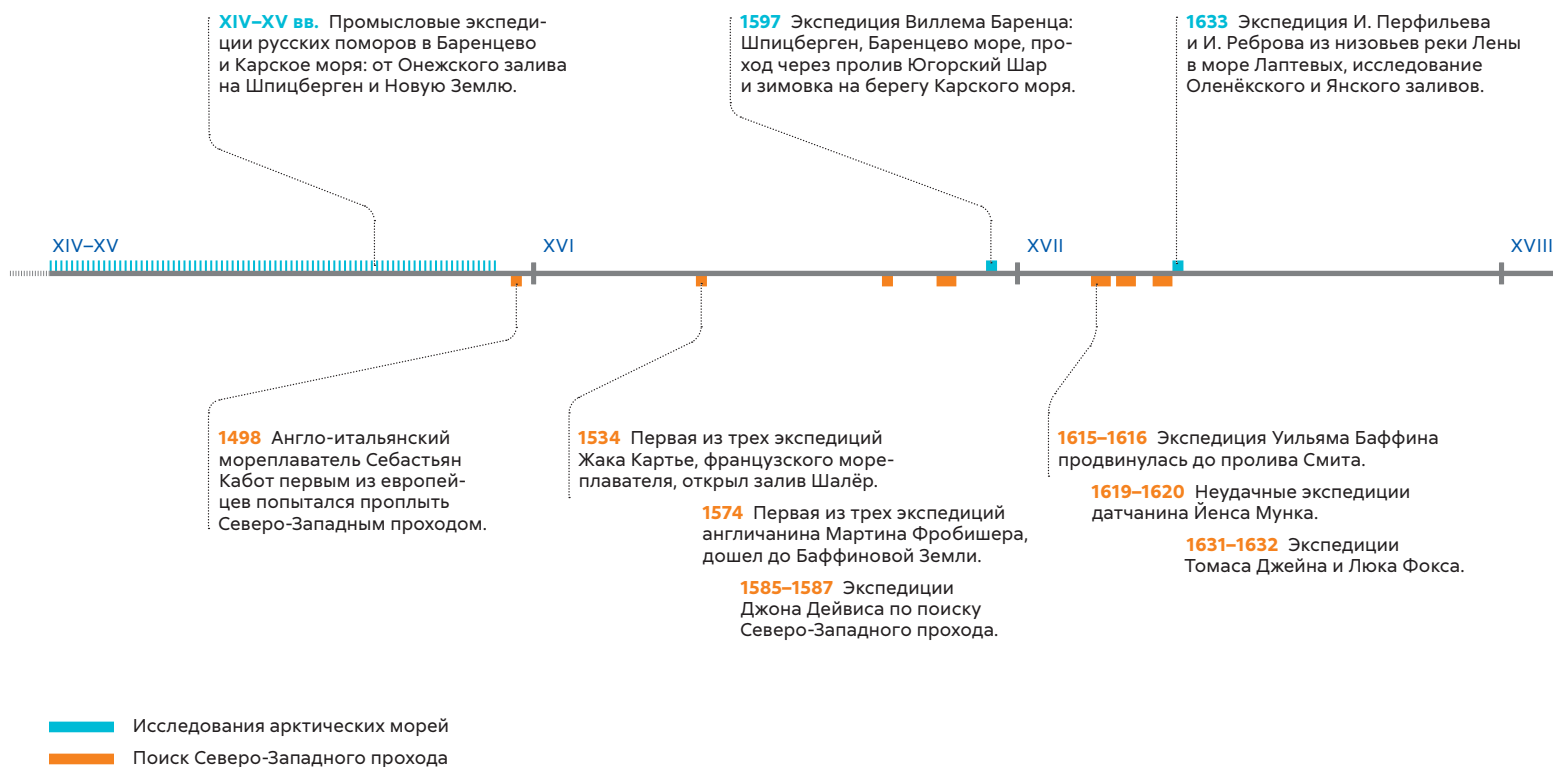 XIV–XV вв. Промысловые экспеди-
ции русских поморов в Баренцево
и Карское моря: от Онежского залива
на Шпицберген и Новую Землю.
1597 Экспедиция Виллема Баренца:
Шпицберген, Баренцево море, про-
ход через пролив Югорский Шар
и зимовка на берегу Карского моря.
1633 Экспедиция И. Перфильева
и И. Реброва из низовьев реки Лены
в море Лаптевых, исследование
Оленёкского и Янского заливов.
XIV–XV
XVI
XVII
XVIII
1498 Англо-итальянский
мореплаватель Себастьян
Кабот первым из европей-
цев попытался проплыть
Северо-Западным проходом.
1534 Первая из трех экспедиций
Жака Картье, французского море-
плавателя, открыл залив Шалёр.
1574 Первая из трех экспедиций
англичанина Мартина Фробишера,
дошел до Баффиновой Земли.
1585–1587 Экспедиции
Джона Дейвиса по поиску
Северо-Западного прохода.
1615–1616 Экспедиция Уильяма Баффина
продвинулась до пролива Смита.
1619–1620 Неудачные экспедиции
датчанина Йенса Мунка.
1631–1632 Экспедиции
Томаса Джейна и Люка Фокса.
Исследования арктических морей
Поиск Северо-Западного прохода